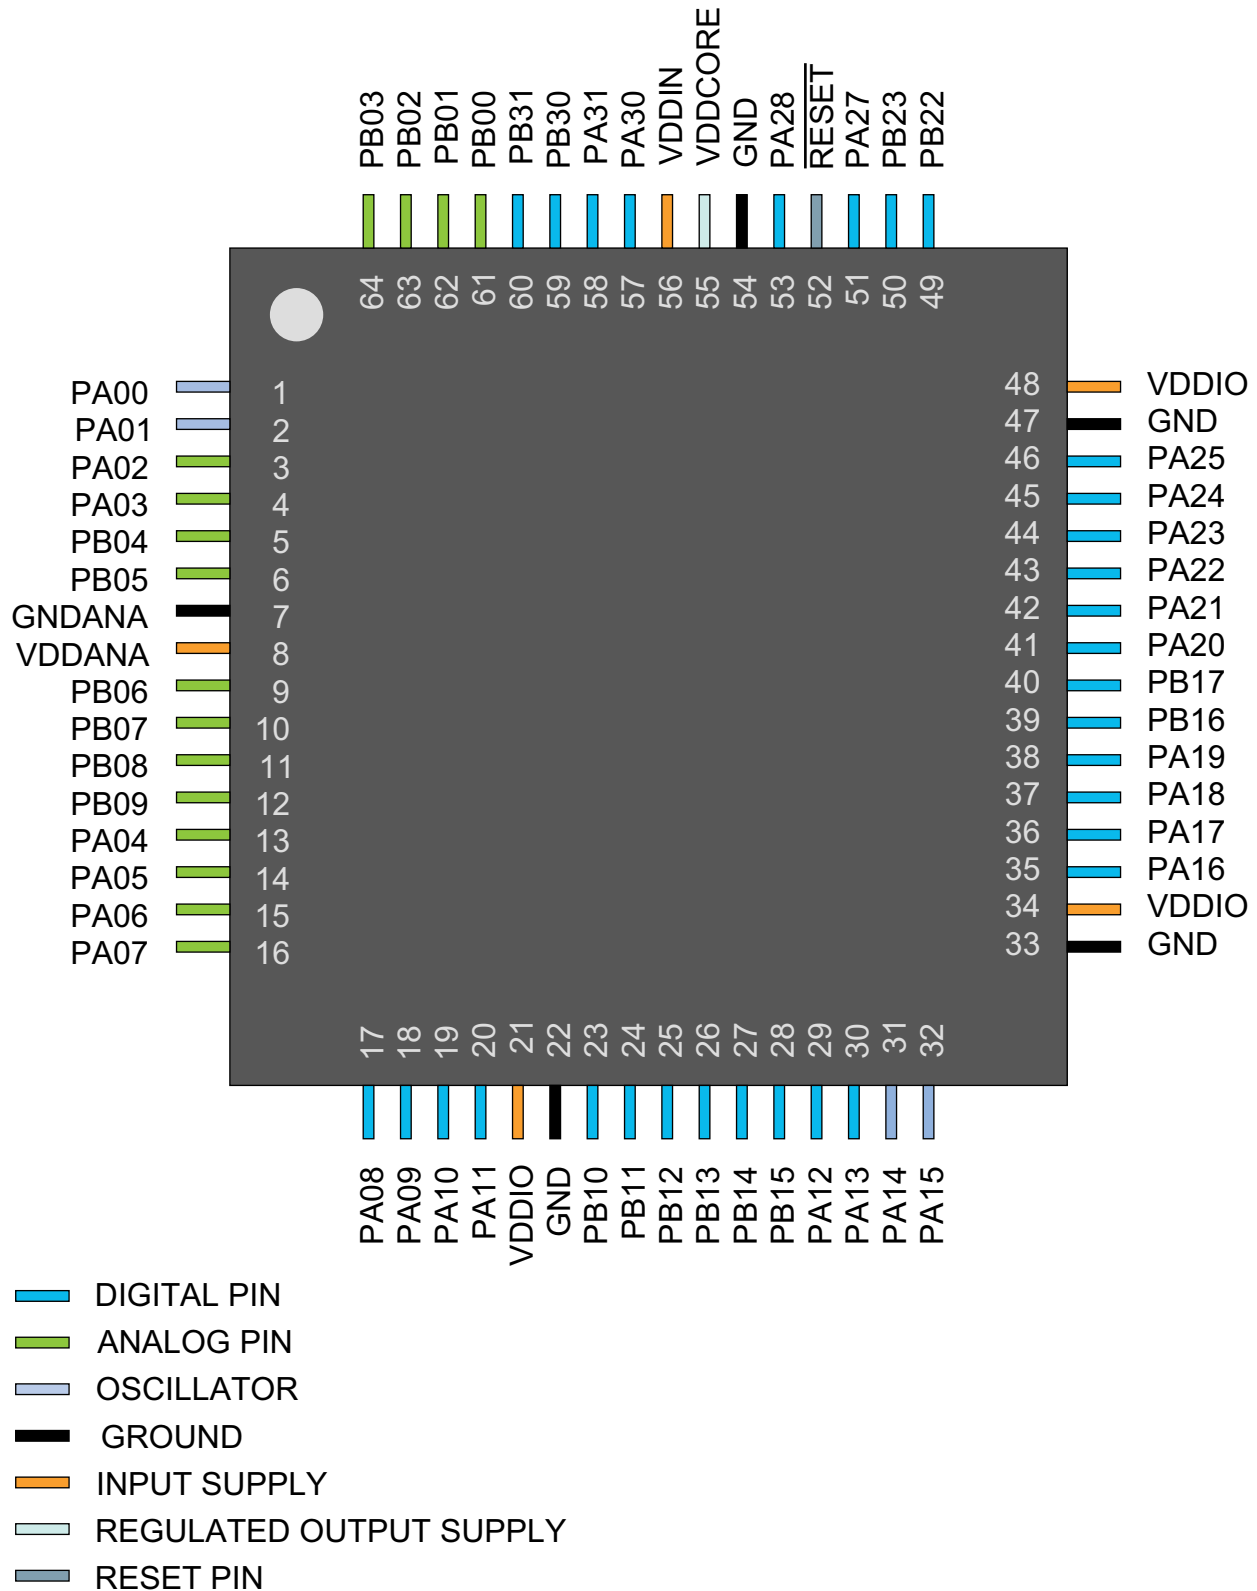 PB03
PB02
PB01
PB00
PB31
PB30
PA31
PA30
VDDIN
VDDCORE
GND
PA28
RESET
PA27
PB23
PB22
64
63
62
61
60
59
58
57
56
55
54
53
52
51
50
49
PA00 1
PA01 2
PA02 3
PA03 4
PB04 5
PB05 6
GNDANA 7
VDDANA 8
PB06 9
PB07 10
PB08 11
PB09 12
PA04 13
PA05 14
PA06 15
PA07 16
48 VDDIO
47 GND
46 PA25
45 PA24
44 PA23
43 PA22
42 PA21
41 PA20
40 PB17
39 PB16
38 PA19
37 PA18
36 PA17
35 PA16
34 VDDIO
33 GND
17
18
19
20
21
22
23
24
25
26
27
28
29
30
31
32
PA08
PA09
PA10
PA11
VDDIO
GND
PB10
PB11
PB12
PB13
PB14
PB15
PA12
PA13
PA14
PA15
DIGITAL PIN
ANALOG PIN
OSCILLATOR
GROUND
INPUT SUPPLY
REGULATED OUTPUT SUPPLY
RESET PIN